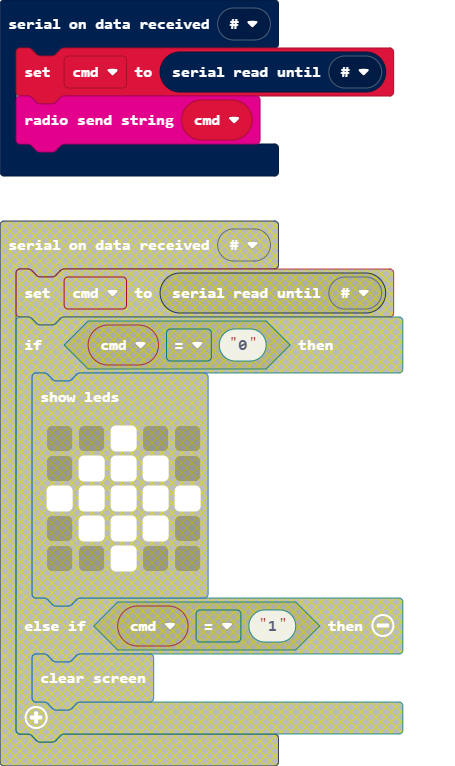 serial on data received #
set cmd to serial read until #
radio send string cmd
serial on data received #
set cmd to serial read until #
if cmd = "0" then
show leds
else if cmd = "1" then
clear screen